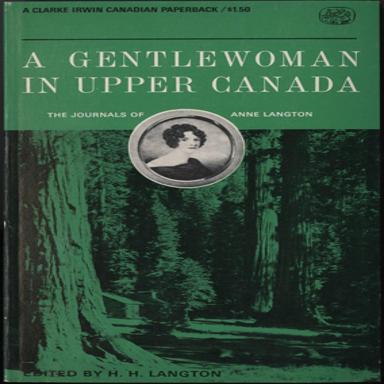 A CLARKE IRWIN CANADIAN PAPERBACK / $1.50
A GENTLEWOMAN
IN UPPER CANADA
THE JOURNALS OF ANNE LANGTON
EDITED BY H. H. LANGTON